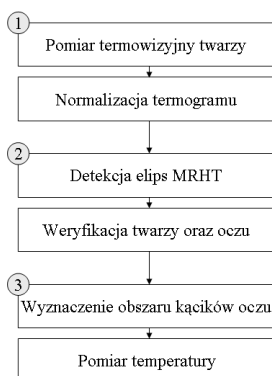 1
Pomiar termowizyjny twarzy
Normalizacja termogramu
2
Detekcja elips MRHT
Weryfikacja twarzy oraz oczu
3
Wyznaczenie obszaru kącików oczu
Pomiar temperatury